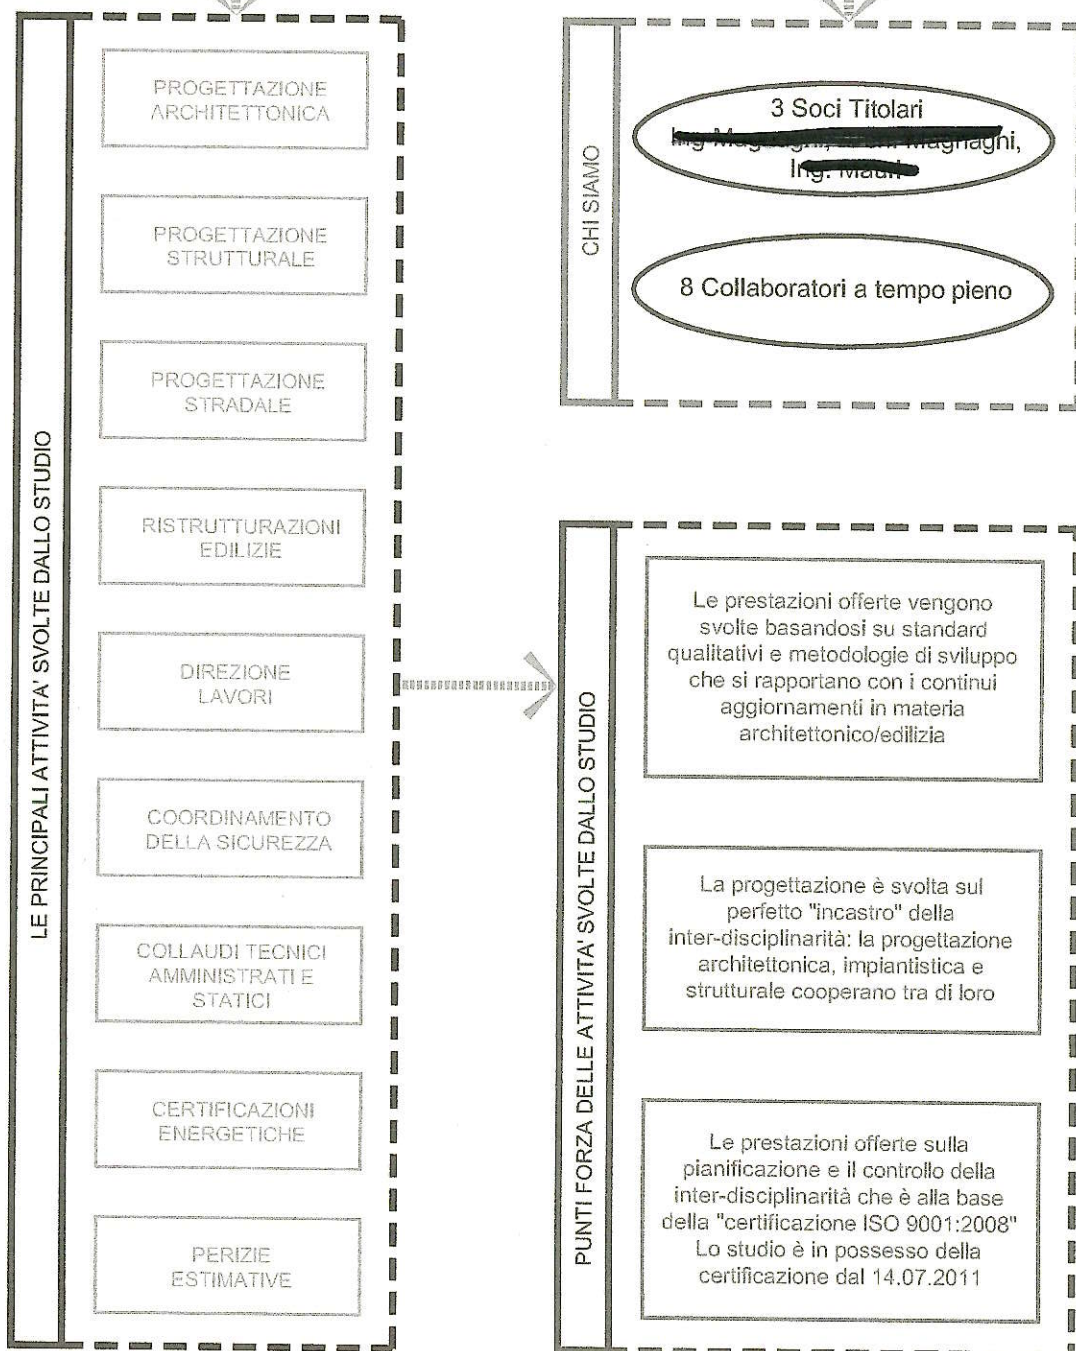 LE PRINCIPALI ATTIVITA' SVOLTE DALLO STUDIO
PROGETTAZIONE
ARCHITETTONICA
PROGETTAZIONE
STRUTTURALE
PROGETTAZIONE
STRADALE
RISTRUTTURAZIONI
EDILIZIE
DIREZIONE
LAVORI
COORDINAMENTO
DELLA SICUREZZA
COLLAUDI TECNICI
AMMINISTRATI E
STATICI
CERTIFICAZIONI
ENERGETICHE
PERIZIE
ESTIMATIVE
CHI SIAMO
3 Soci Titolari
8 Collaboratori a tempo pieno
PUNTI FORZA DELLE ATTIVITA' SVOLTE DALLO STUDIO
Le prestazioni offerte vengono
svolte basandosi su standard
qualitativi e metodologie di sviluppo
che si rapportano con i continui
aggiornamenti in materia
architettonico/edilizia
La progettazione è svolta sul
perfetto "incastro" della
inter-disciplinarità: la progettazione
architettonica, impiantistica e
strutturale cooperano tra di loro
Le prestazioni offerte sulla
pianificazione e il controllo della
inter-disciplinarità che è alla base
della "certificazione ISO 9001:2008"
Lo studio è in possesso della
certificazione dal 14.07.2011